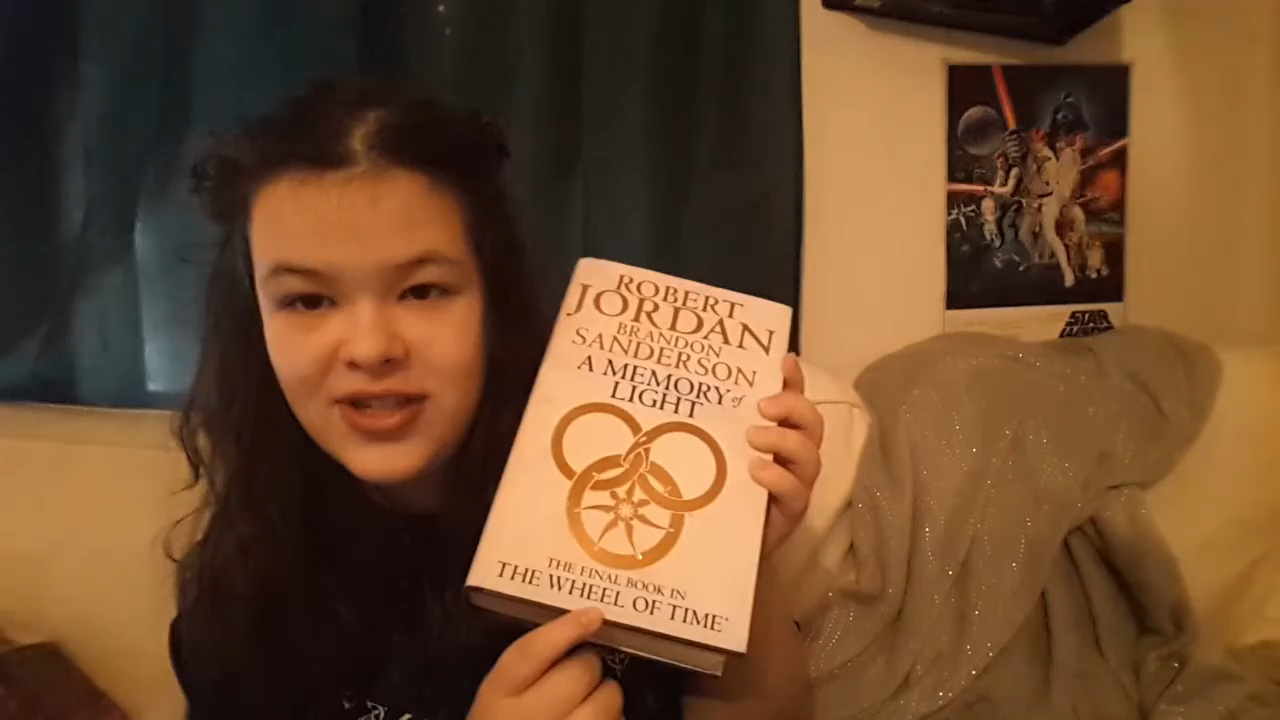 ROBERT
JORDAN
BRANDON
SANDERSON
A MEMORY of
LIGHT
THE FINAL BOOK IN
THE WHEEL OF TIME®
STAR
WARS